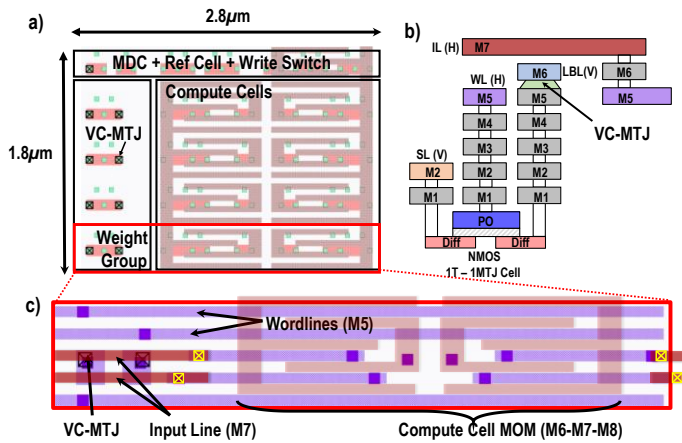 a)
2.8µm
1.8µm
MDC + Ref Cell + Write Switch
Compute Cells
VC-MTJ
Weight
Group
b)
IL (H)
M7
M6
LBL(V)
M6
WL (H)
M5
M5
M5
VC-MTJ
M4
M4
SL (V)
M3
M3
M2
M2
M2
M1
M1
M1
PO
Diff
Diff
NMOS
1T – 1MTJ Cell
c)
Wordlines (M5)
VC-MTJ
Input Line (M7)
Compute Cell MOM (M6-M7-M8)